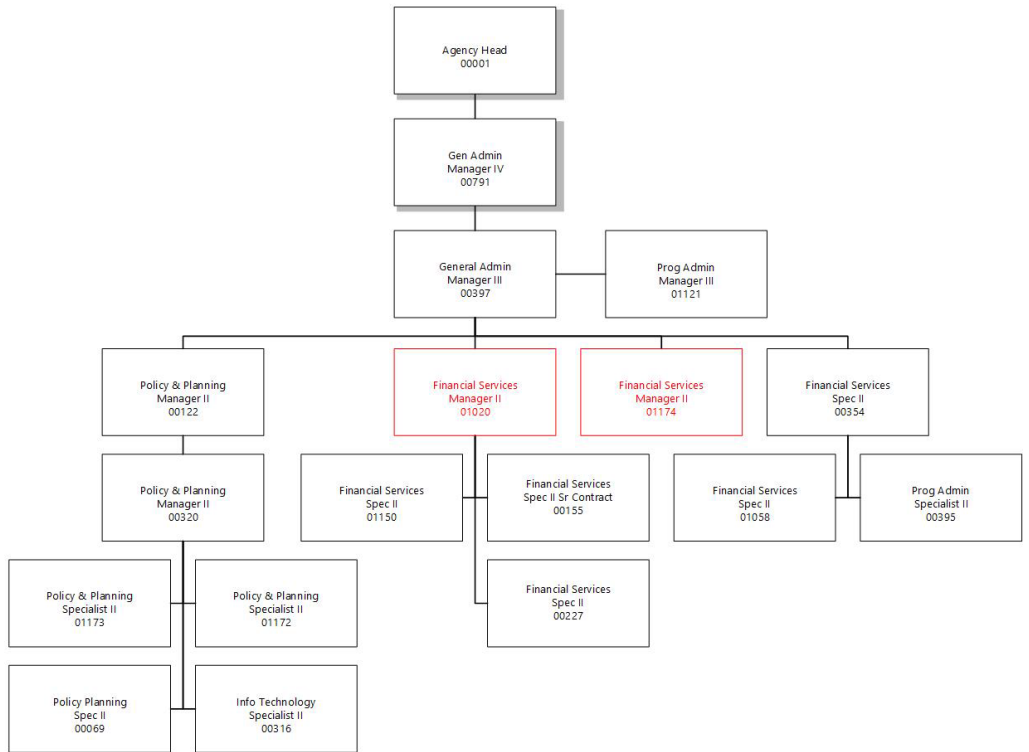 Agency Head
00001
Gen Admin
Manager IV
00791
General Admin
Manager III
00397
Prog Admin
Manager III
01121
Policy & Planning
Manager II
00122
Financial Services
Manager II
01020
Financial Services
Manager II
01174
Financial Services
Spec II
00354
Policy & Planning
Manager II
00320
Financial Services
Spec II
01150
Financial Services
Spec II Sr Contract
00155
Financial Services
Spec II
01058
Prog Admin
Specialist II
00395
Policy & Planning
Specialist II
01173
Policy & Planning
Specialist II
01172
Financial Services
Spec II
00227
Policy Planning
Spec II
00069
Info Technology
Specialist II
00316